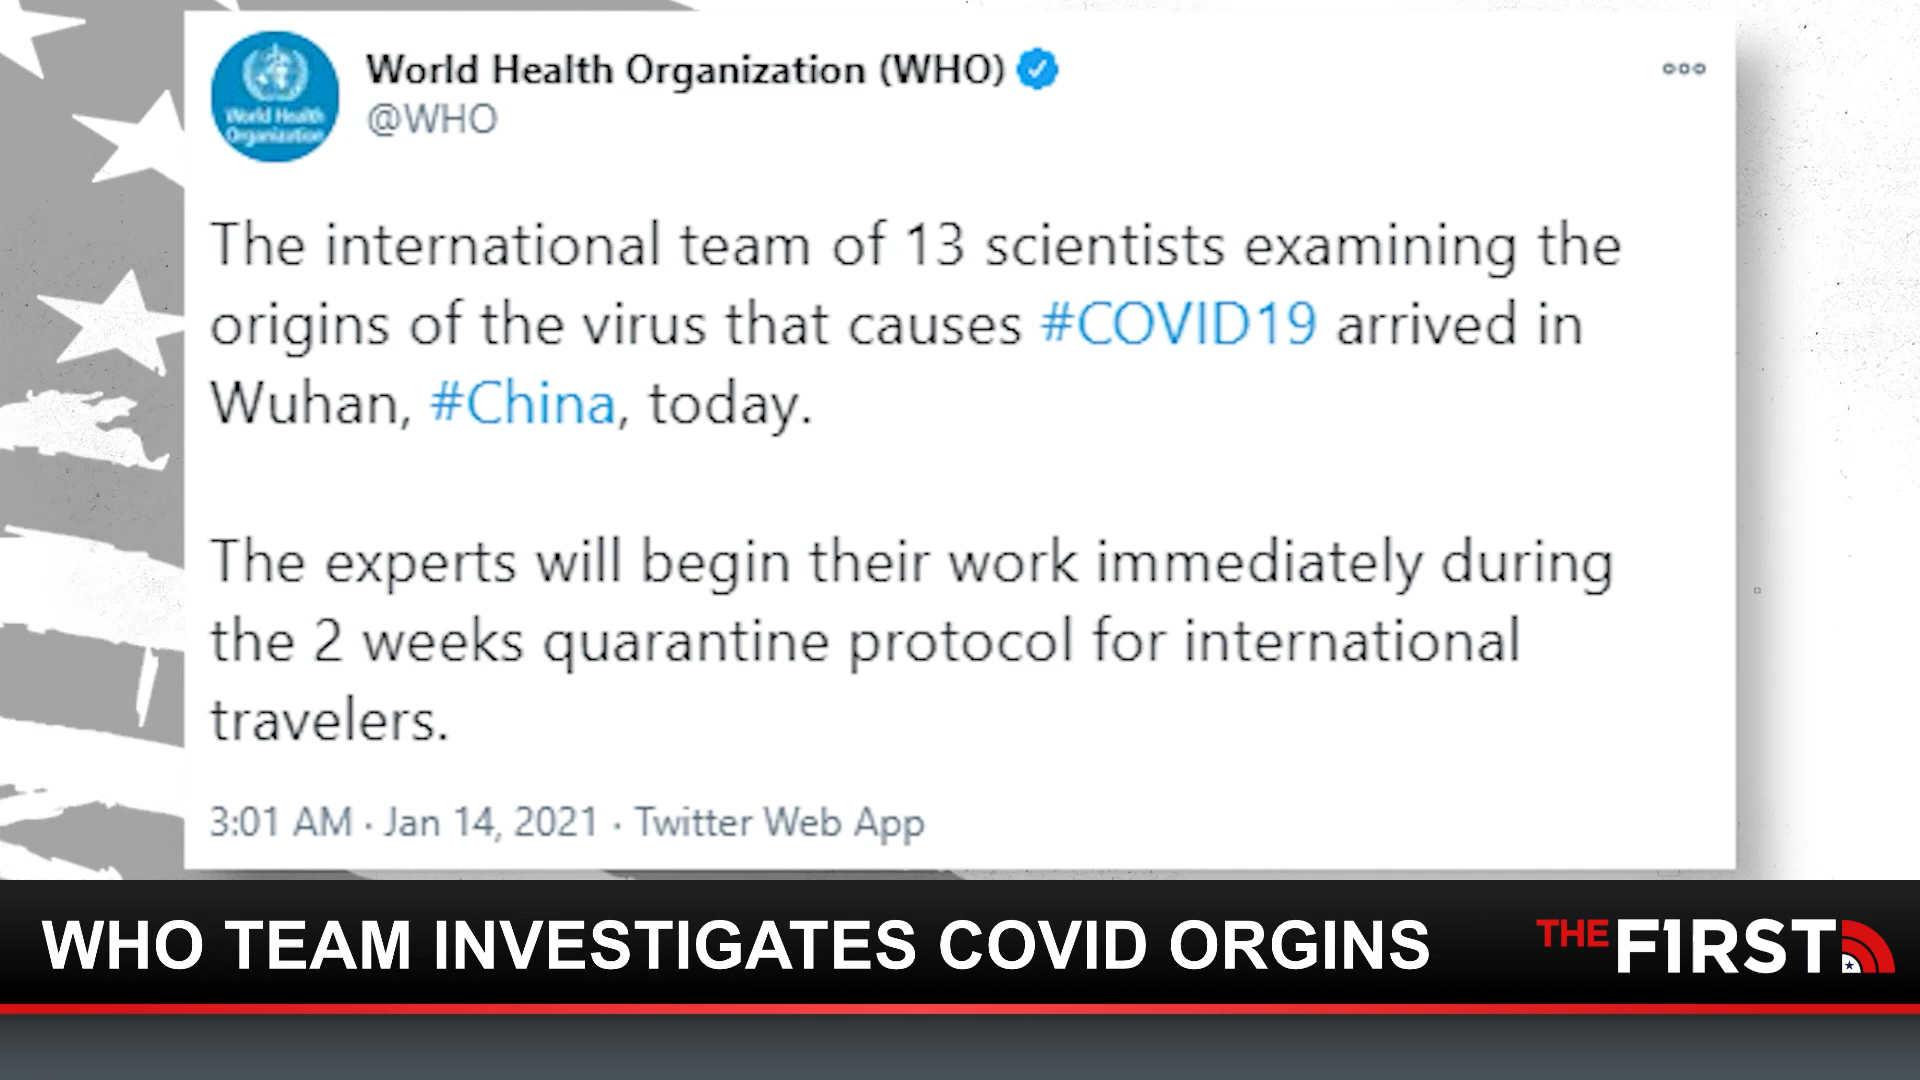 World Health Organization (WHO)
@WHO
World Health
Organization
The international team of 13 scientists examining the
origins of the virus that causes #COVID19 arrived in
Wuhan, #China, today.
The experts will begin their work immediately during
the 2 weeks quarantine protocol for international
travelers.
3:01 AM · Jan 14, 2021 · Twitter Web App
WHO TEAM INVESTIGATES COVID ORGINS
THE FIRST